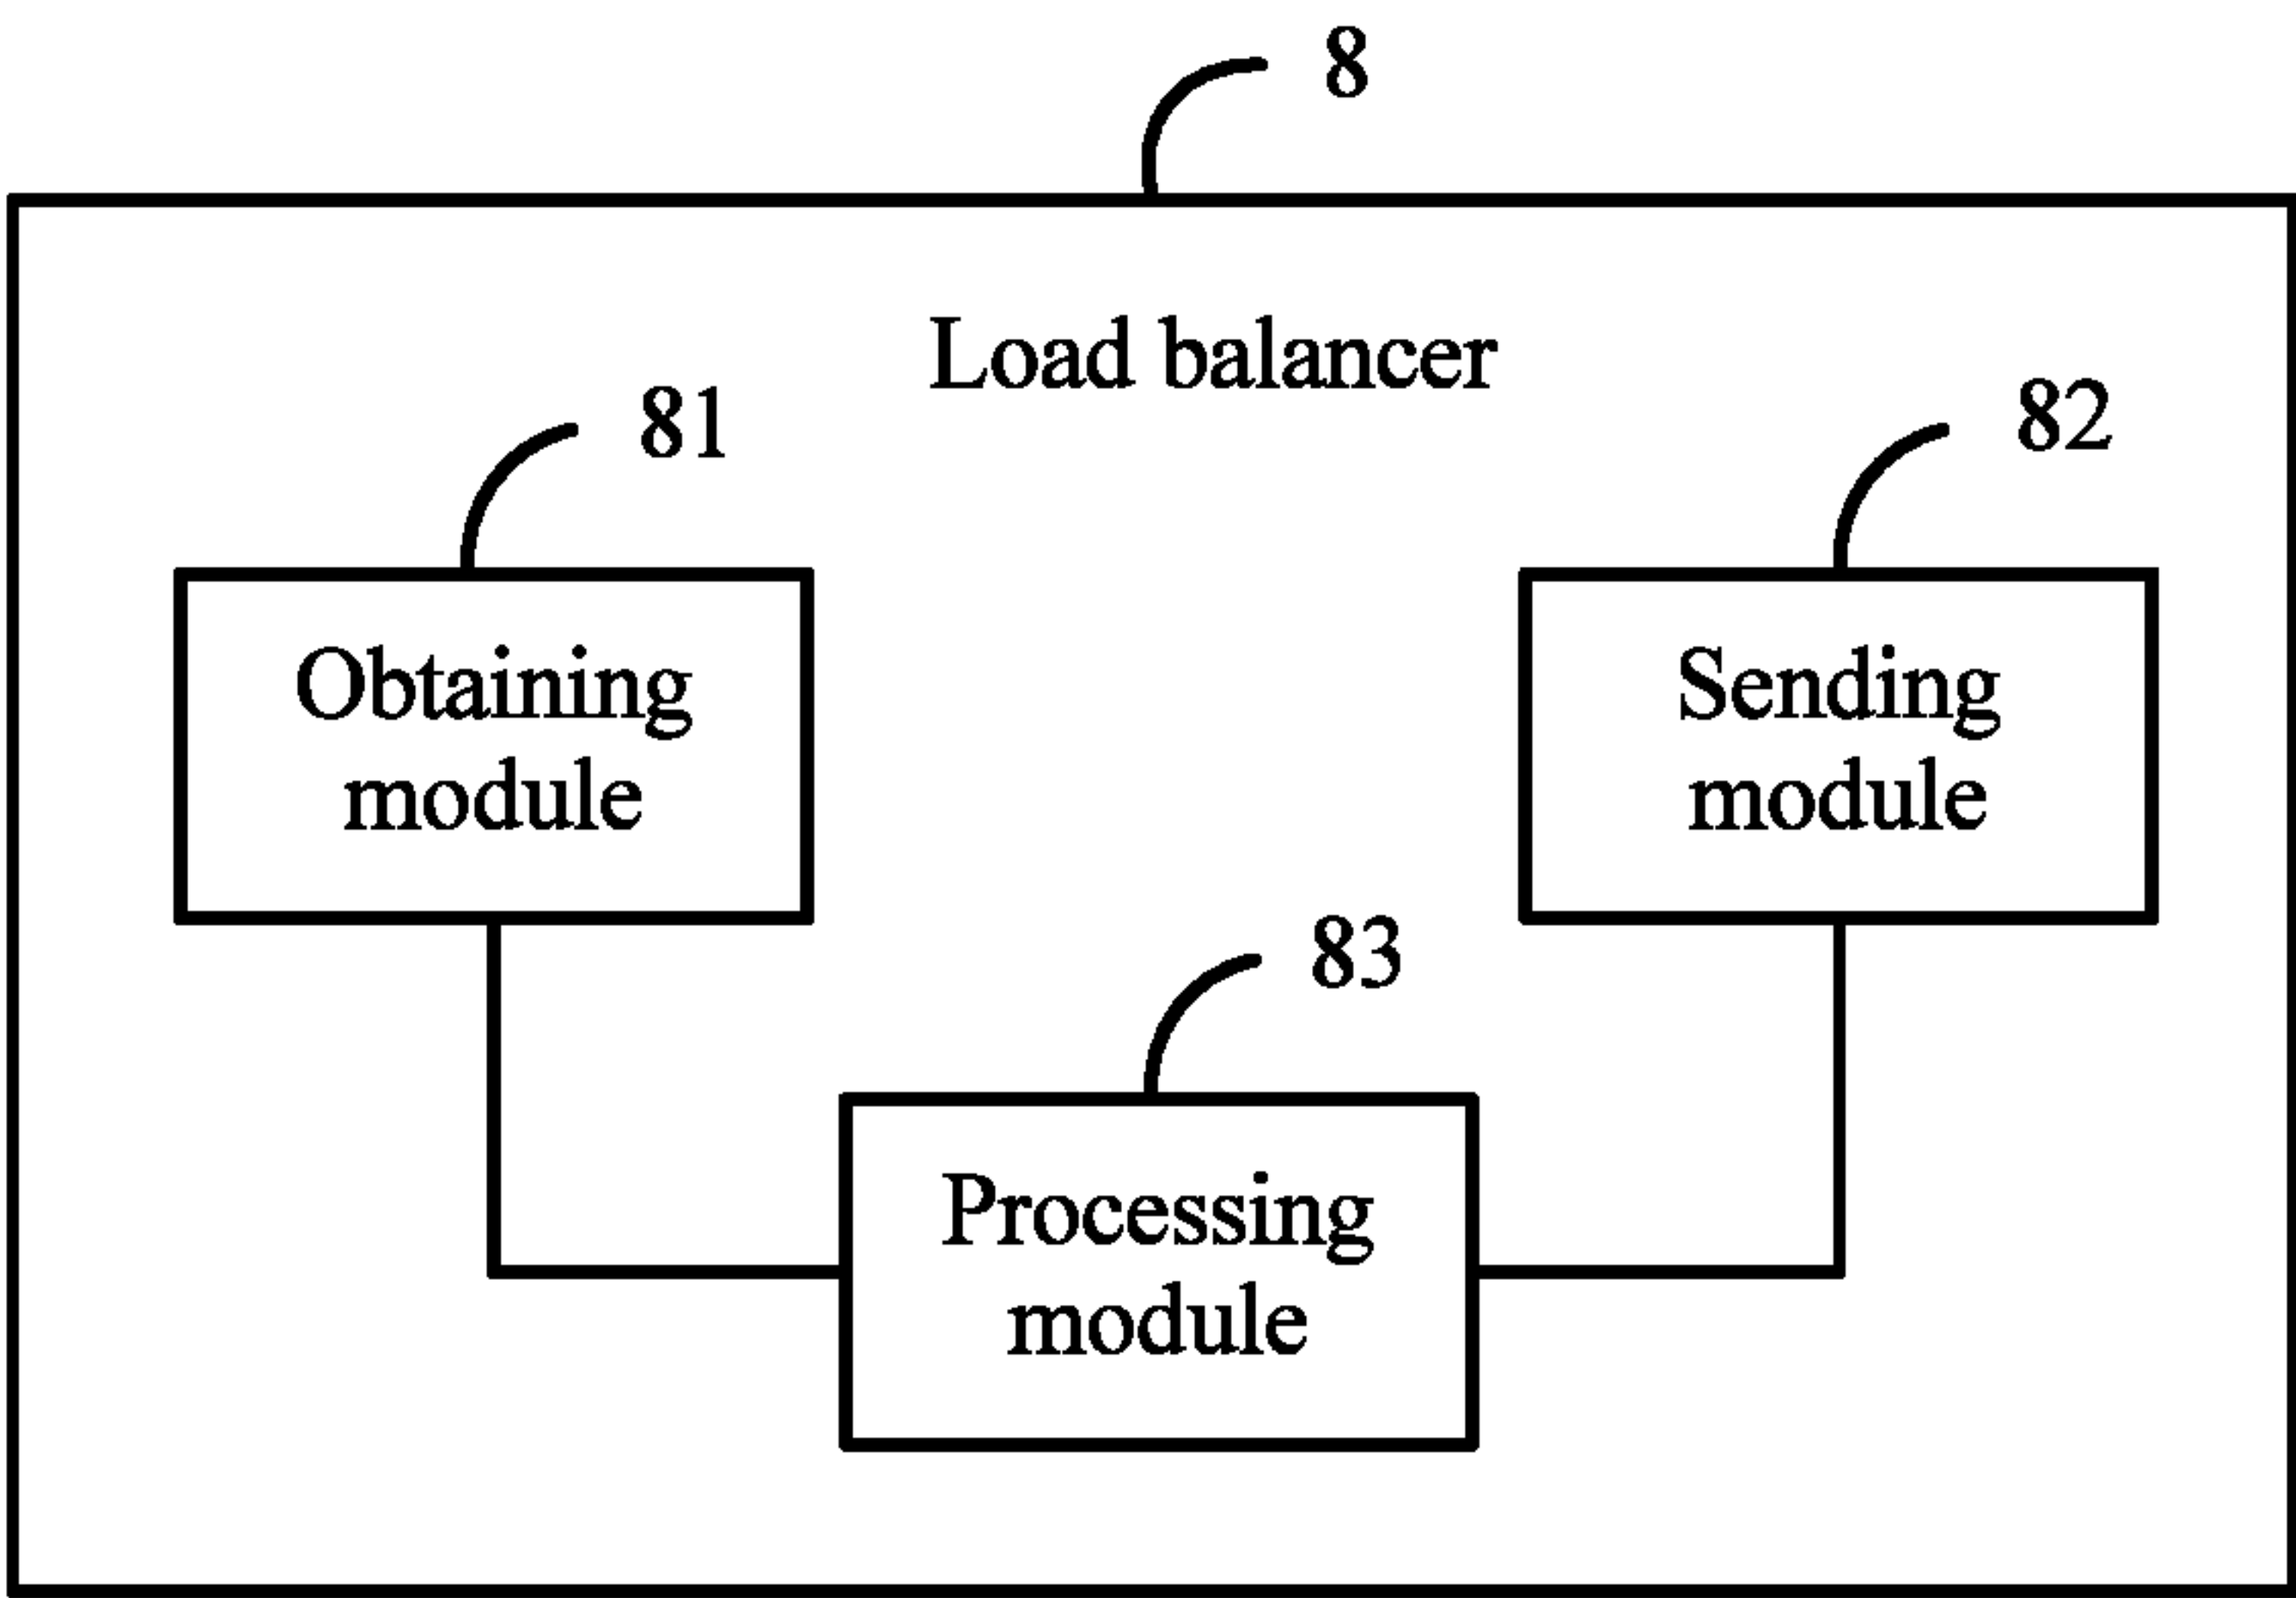 8
Load balancer
81
82
Obtaining
module
Sending
module
83
Processing
module